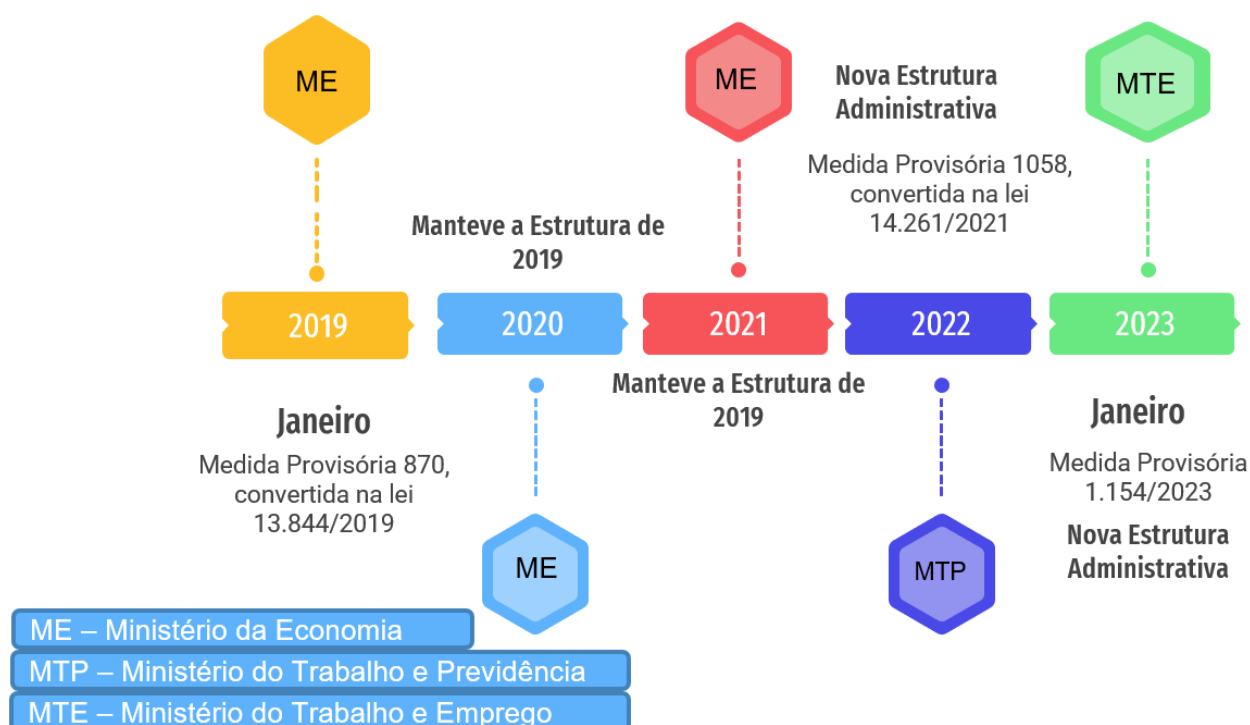 ME
ME
Nova Estrutura
Administrativa
Medida Provisória 1058,
convertida na lei
14.261/2021
MTE
Manteve a Estrutura de
2019
2019
2020
2021
2022
2023
Janeiro
Medida Provisória 870,
convertida na lei
13.844/2019
Manteve a Estrutura de
2019
Janeiro
Medida Provisória
1.154/2023
Nova Estrutura
Administrativa
ME
MTP
ME – Ministério da Economia
MTP – Ministério do Trabalho e Previdência
MTE – Ministério do Trabalho e Emprego